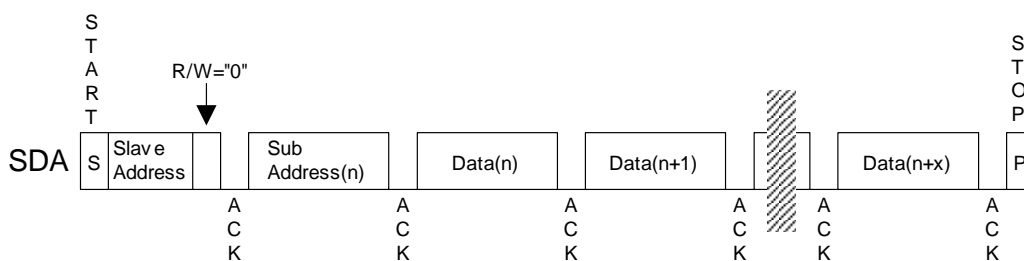 START
STOP
R/W="0"
SDA
S
Slave
Address
Sub
Address(n)
Data(n)
Data(n+1)
Data(n+x)
P
ACK
ACK
ACK
ACK
ACK
ACK